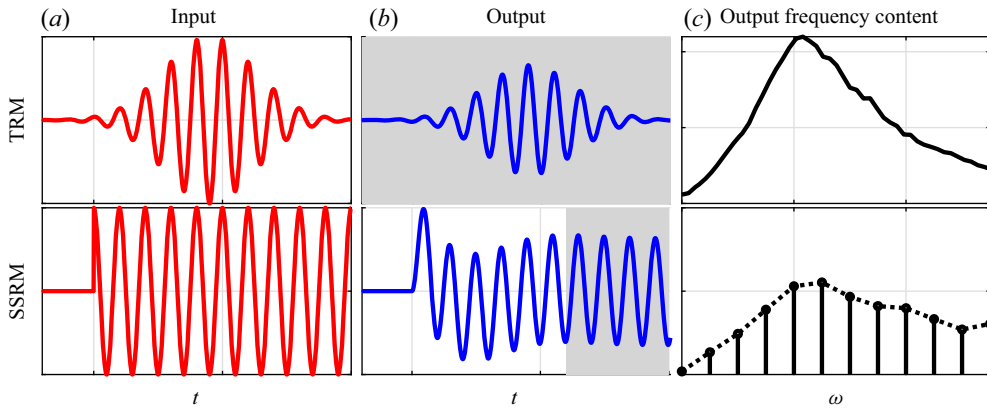 (a) Input
(b) Output
(c) Output frequency content
TRM
SSRM
t
t
ω